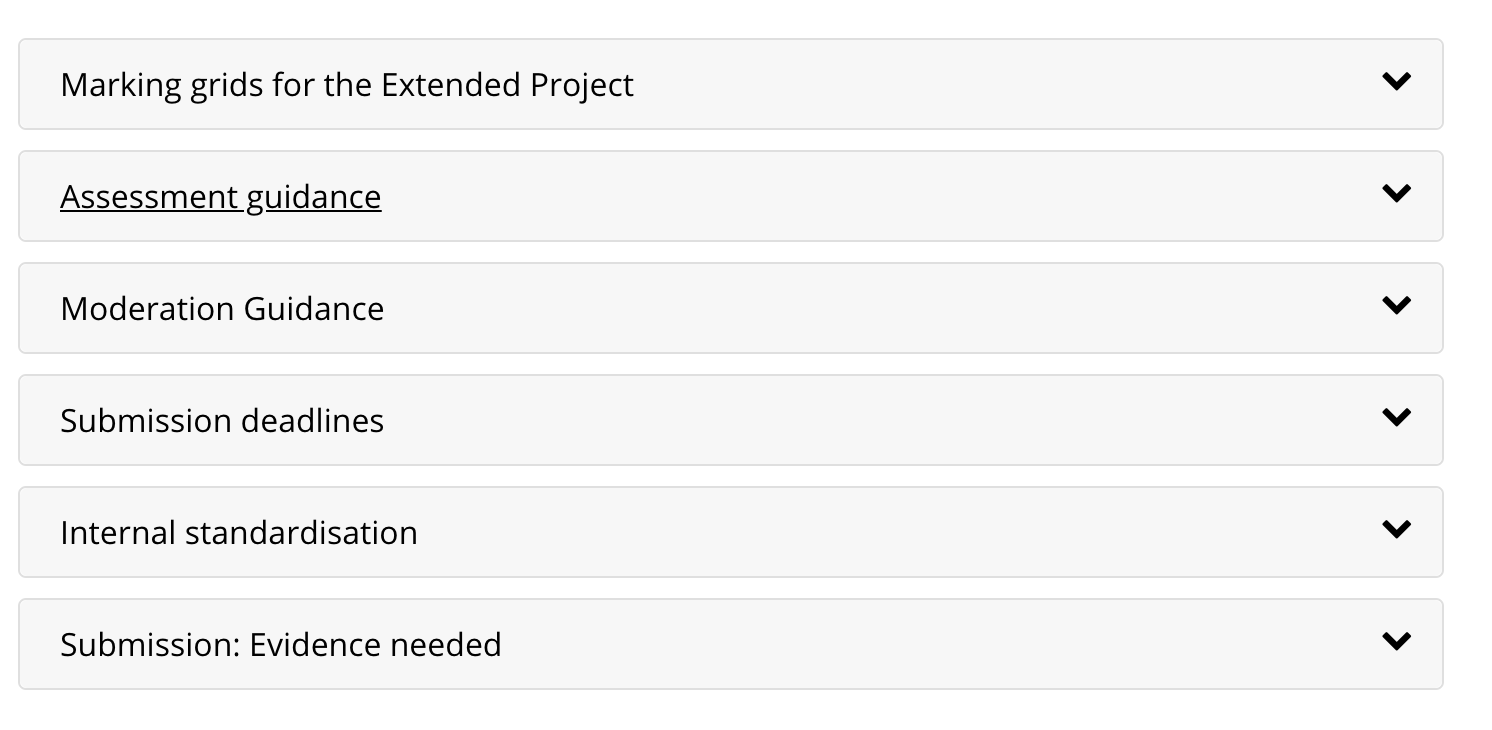 Marking grids for the Extended Project
Assessment guidance
Moderation Guidance
Submission deadlines
Internal standardisation
Submission: Evidence needed